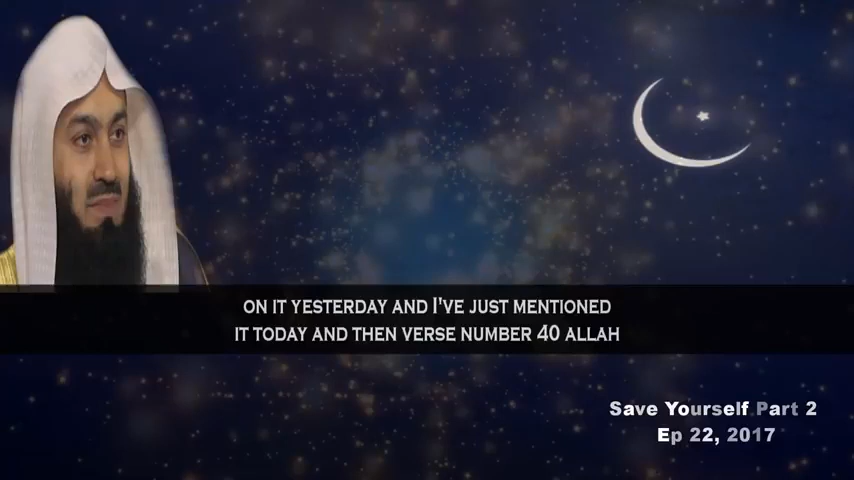 ON IT YESTERDAY AND I'VE JUST MENTIONED
IT TODAY AND THEN VERSE NUMBER 40 ALLAH
Save Yourself Part 2
Ep 22, 2017